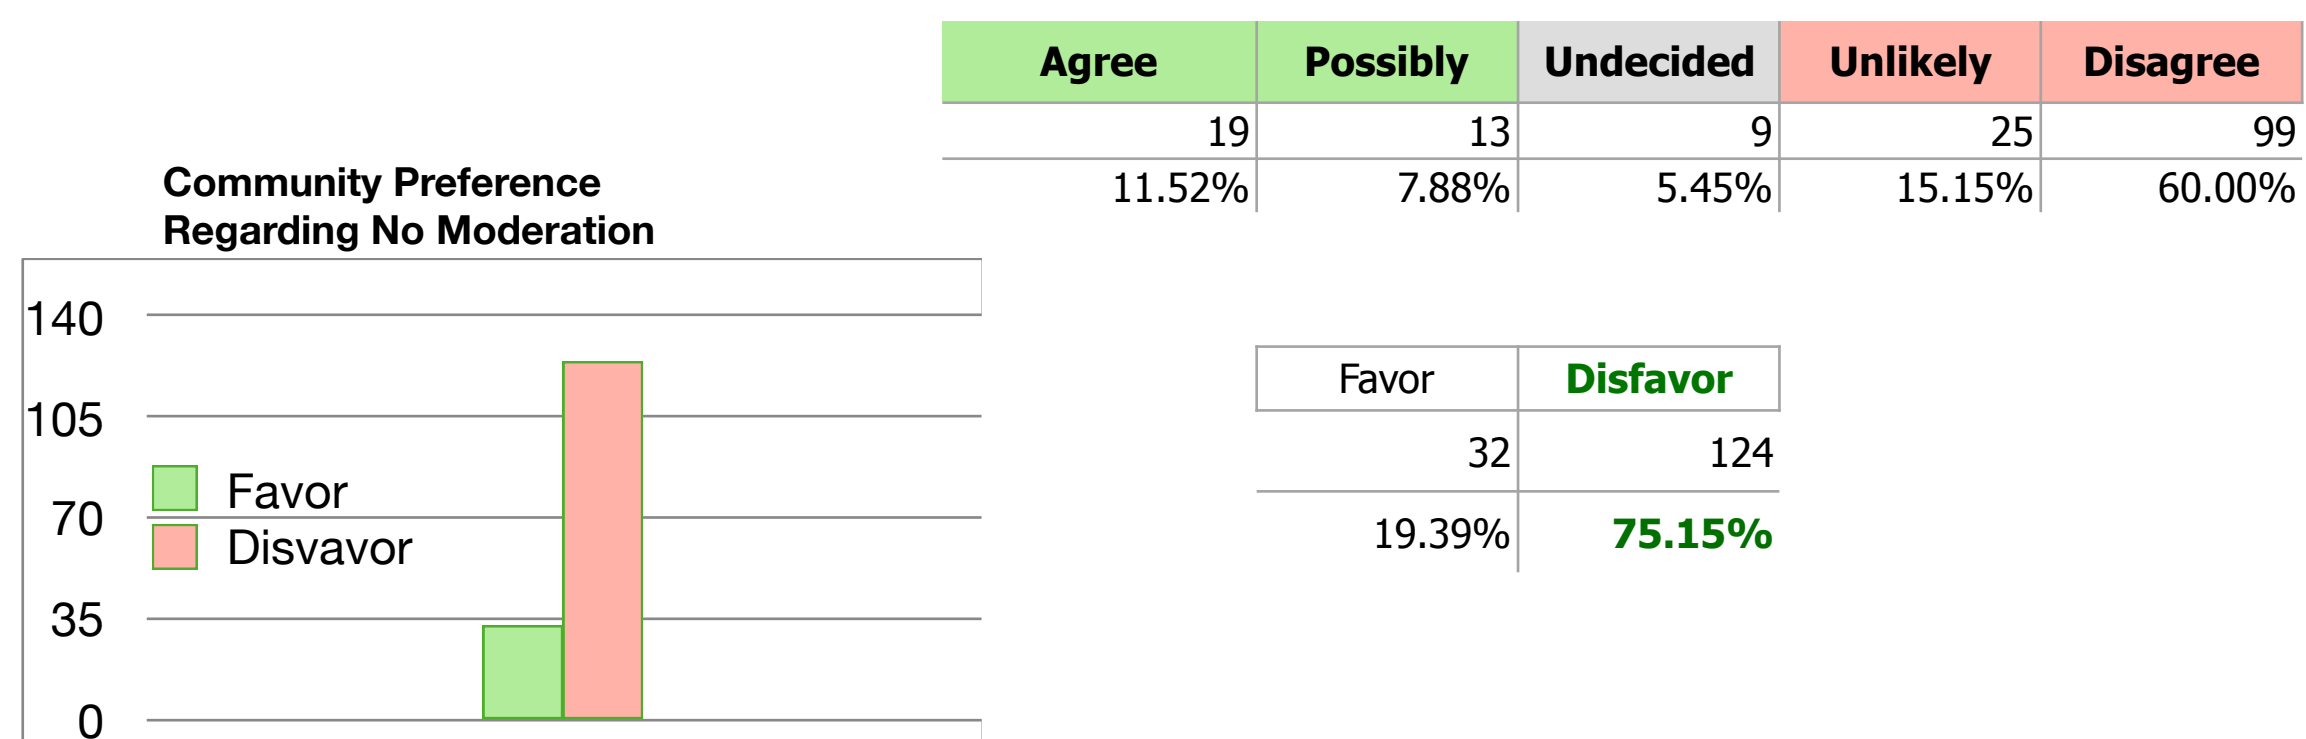 Agree Possibly Undecided Unlikely Disagree
19 13 9 25 99
11.52% 7.88% 5.45% 15.15% 60.00%
Community Preference
Regarding No Moderation
140
105
70
35
0
Favor
Disvavor
Favor Disfavor
32 124
19.39% 75.15%